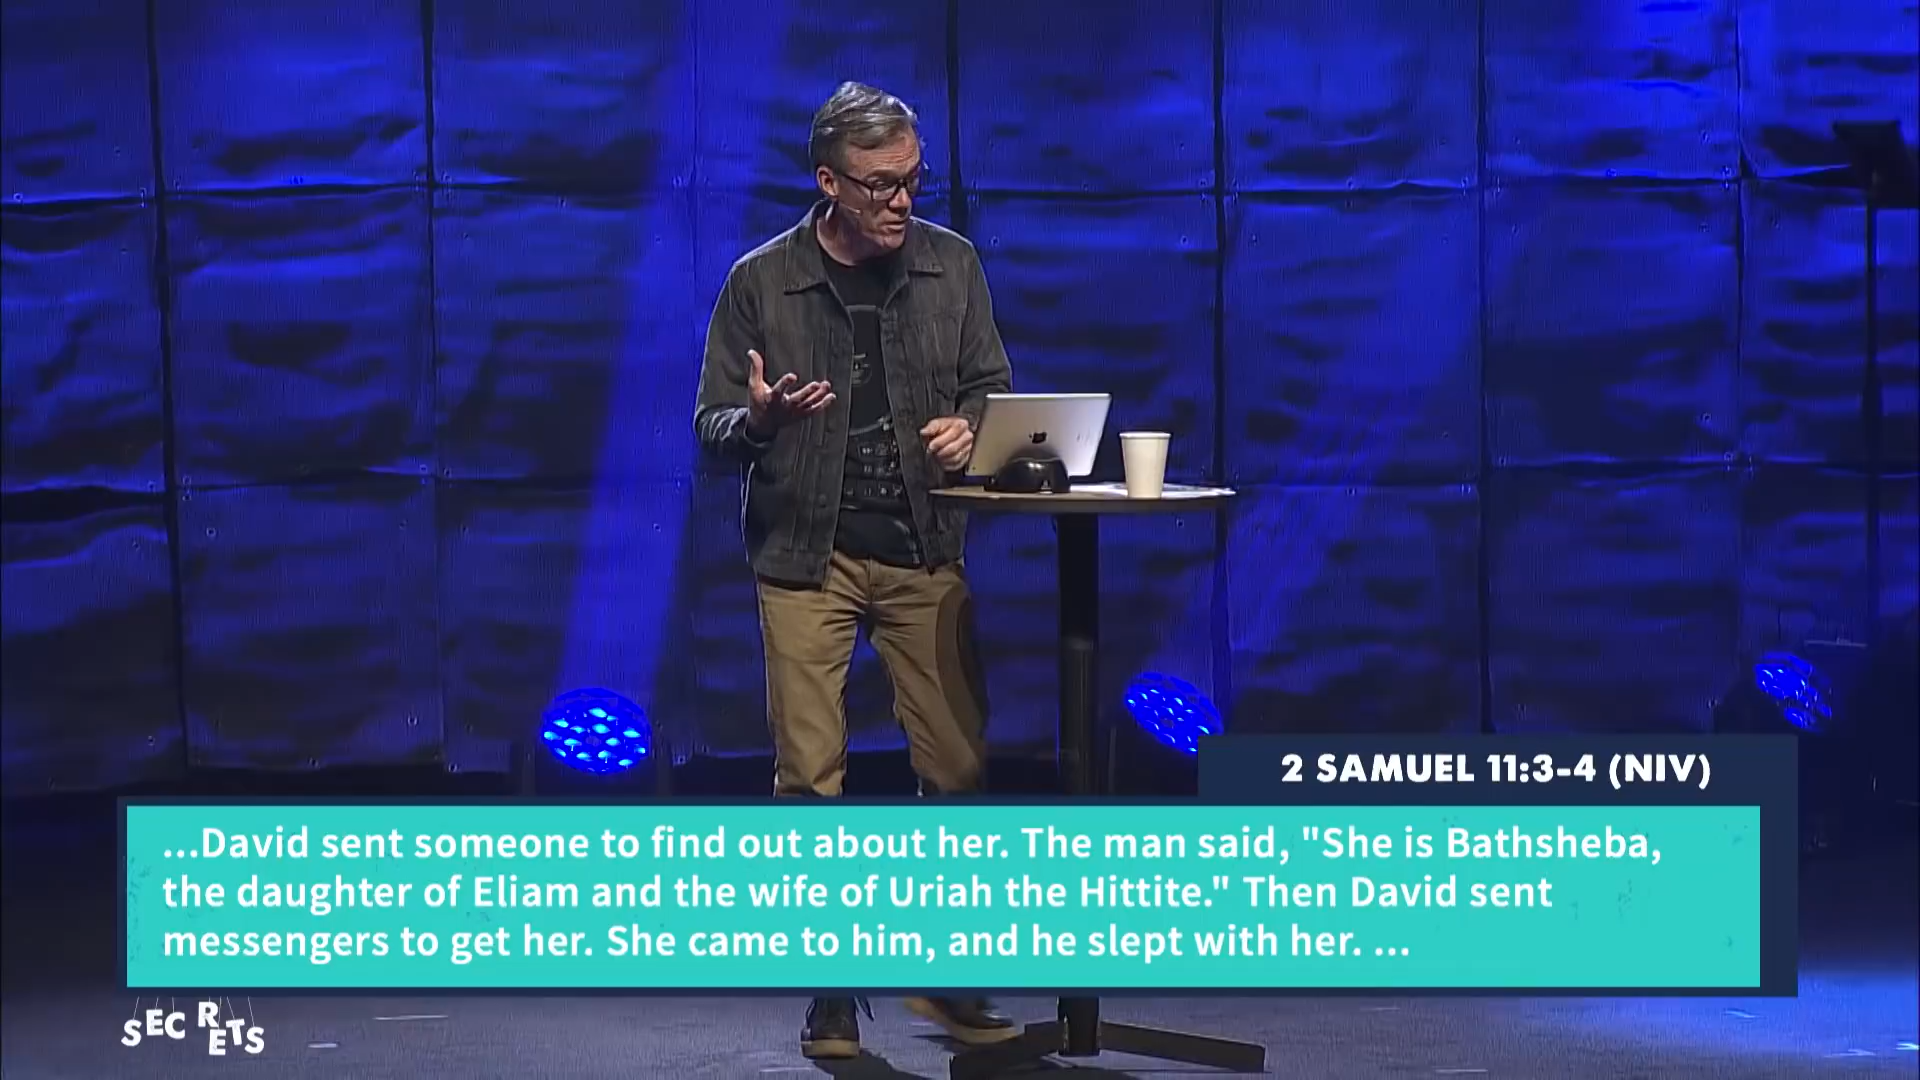 2 SAMUEL 11:3-4 (NIV)
...David sent someone to find out about her. The man said, "She is Bathsheba,
the daughter of Eliam and the wife of Uriah the Hittite." Then David sent
messengers to get her. She came to him, and he slept with her. ...
SECRETS